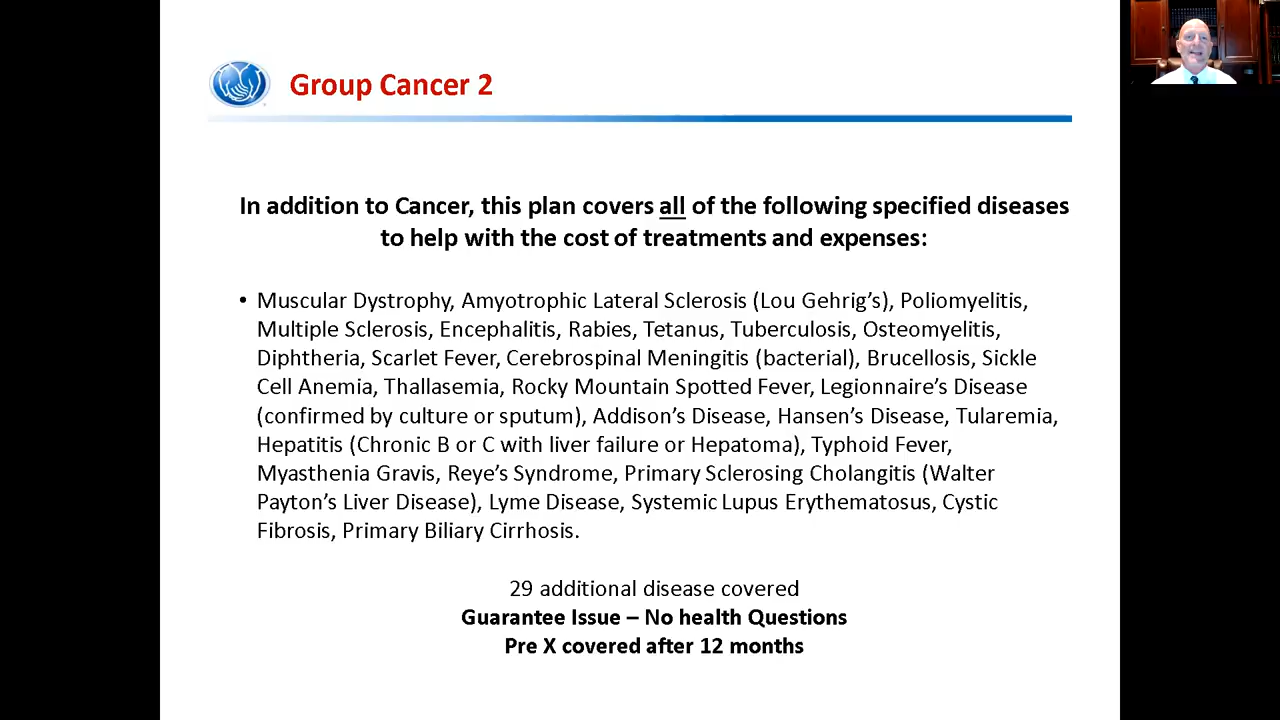 Group Cancer 2
In addition to Cancer, this plan covers all of the following specified diseases
to help with the cost of treatments and expenses:
• Muscular Dystrophy, Amyotrophic Lateral Sclerosis (Lou Gehrig’s), Poliomyelitis,
Multiple Sclerosis, Encephalitis, Rabies, Tetanus, Tuberculosis, Osteomyelitis,
Diphtheria, Scarlet Fever, Cerebrospinal Meningitis (bacterial), Brucellosis, Sickle
Cell Anemia, Thallasemia, Rocky Mountain Spotted Fever, Legionnaire’s Disease
(confirmed by culture or sputum), Addison’s Disease, Hansen’s Disease, Tularemia,
Hepatitis (Chronic B or C with liver failure or Hepatoma), Typhoid Fever,
Myasthenia Gravis, Reye’s Syndrome, Primary Sclerosing Cholangitis (Walter
Payton’s Liver Disease), Lyme Disease, Systemic Lupus Erythematosus, Cystic
Fibrosis, Primary Biliary Cirrhosis.
29 additional disease covered
Guarantee Issue – No health Questions
Pre X covered after 12 months